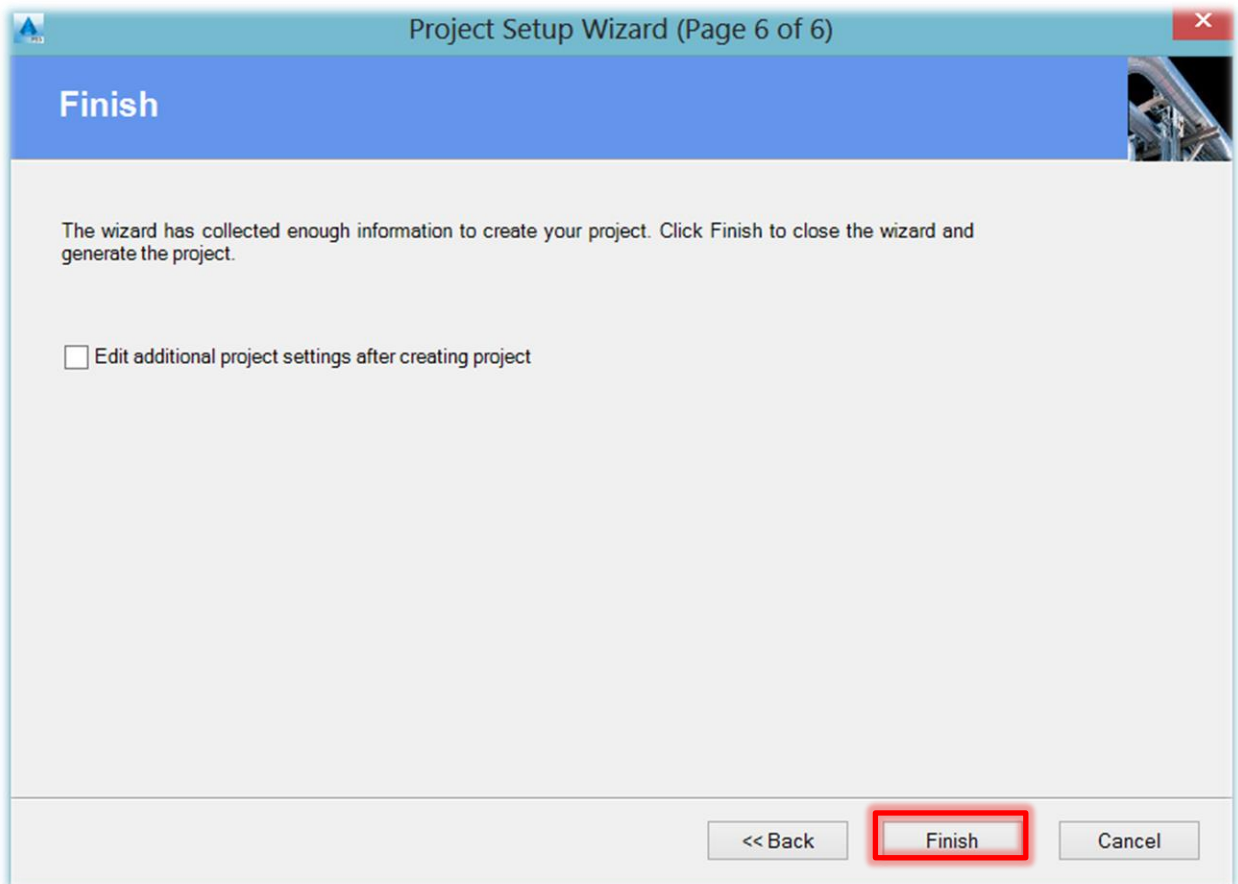 Project Setup Wizard (Page 6 of 6)
Finish
The wizard has collected enough information to create your project. Click Finish to close the wizard and
generate the project.
Edit additional project settings after creating project
<< Back Finish Cancel